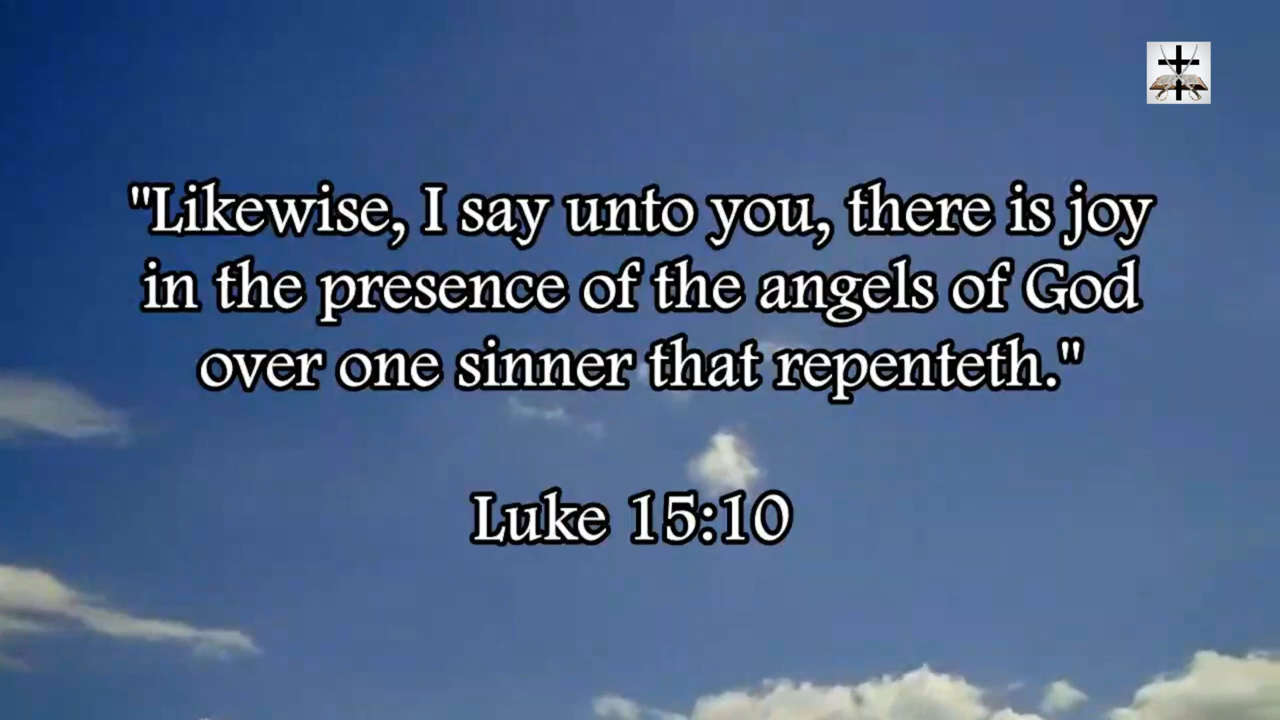 "Likewise, I say unto you, there is joy
in the presence of the angels of God
over one sinner that repenteth."
Luke 15:10